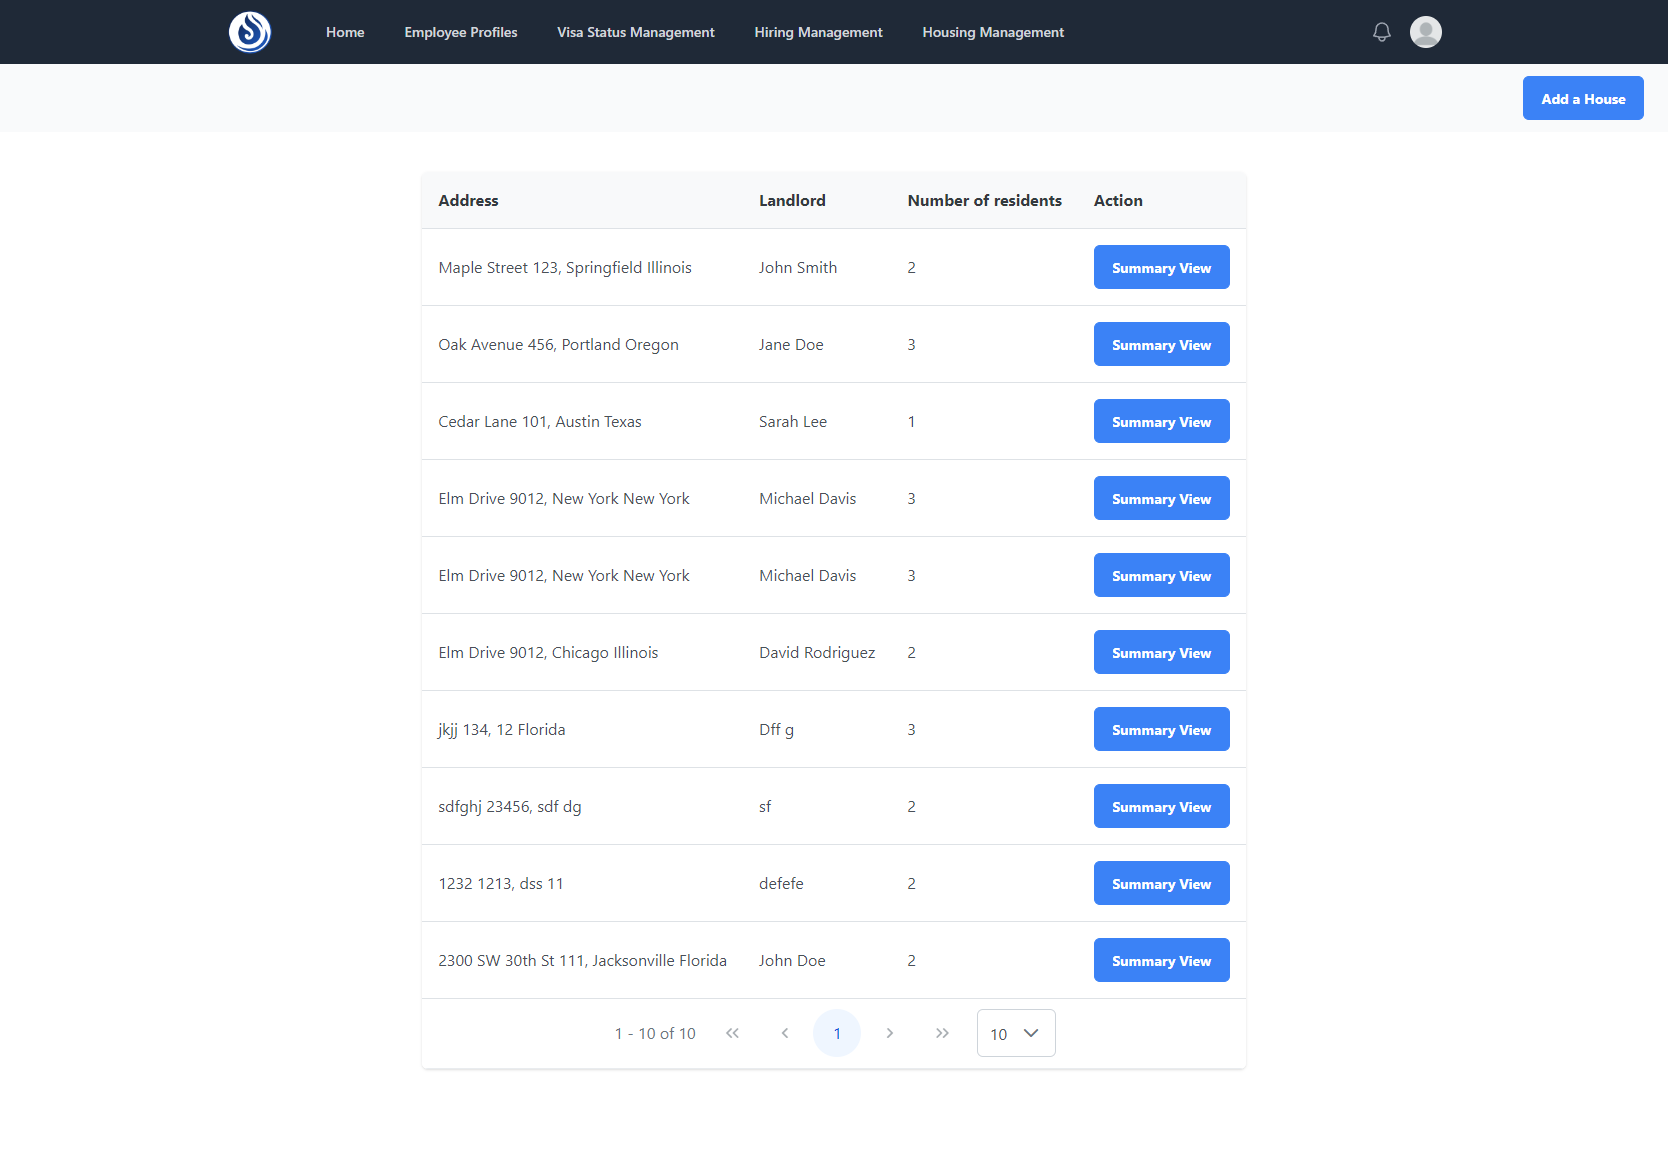 Home Employee Profiles Visa Status Management Hiring Management Housing Management
Add a House
Address Landlord Number of residents Action
Maple Street 123, Springfield Illinois John Smith 2 Summary View
Oak Avenue 456, Portland Oregon Jane Doe 3 Summary View
Cedar Lane 101, Austin Texas Sarah Lee 1 Summary View
Elm Drive 9012, New York New York Michael Davis 3 Summary View
Elm Drive 9012, New York New York Michael Davis 3 Summary View
Elm Drive 9012, Chicago Illinois David Rodriguez 2 Summary View
jkjj 134, 12 Florida Dff g 3 Summary View
sdfghj 23456, sdf dg sf 2 Summary View
1232 1213, dss 11 defefe 2 Summary View
2300 SW 30th St 111, Jacksonville Florida John Doe 2 Summary View
1 - 10 of 10 1 10